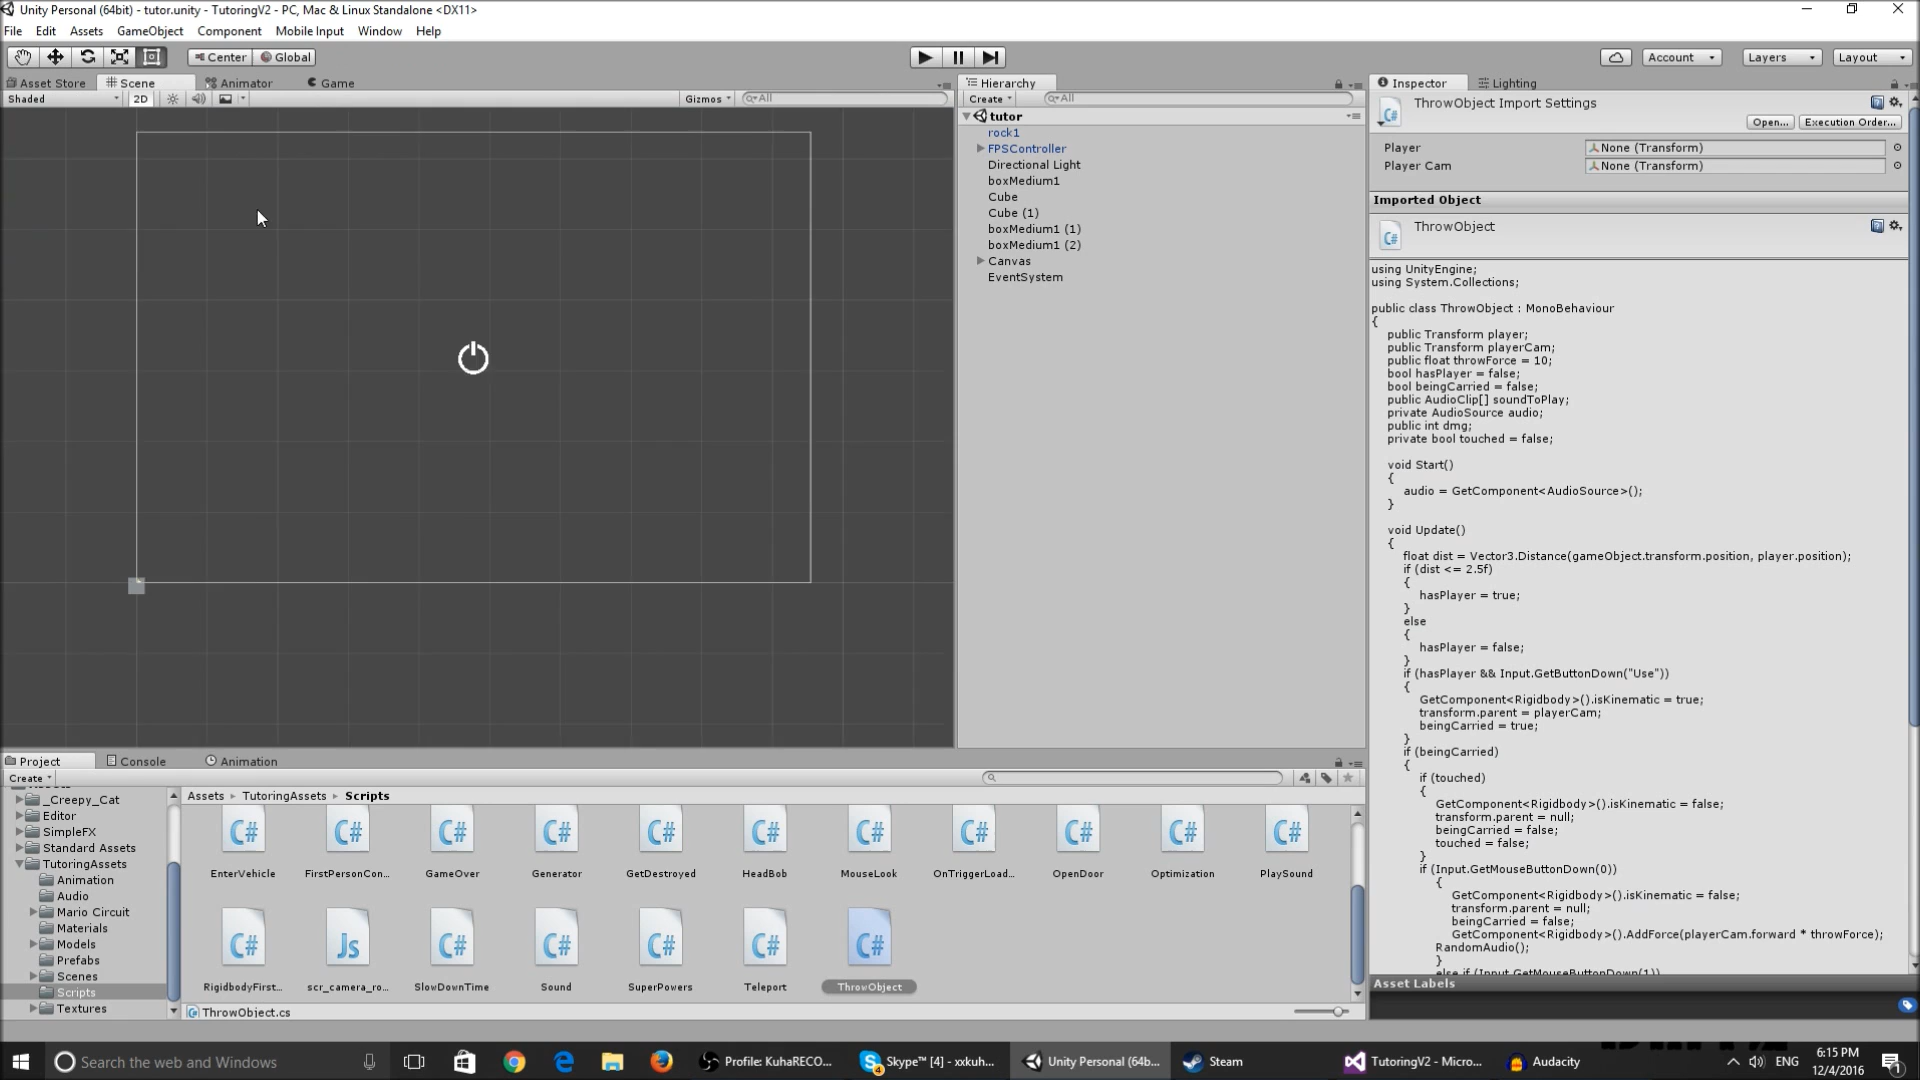 Unity Personal (64bit) - tutor.unity - TutoringV2 - PC, Mac & Linux Standalone <DX11>
File Edit Assets GameObject Component Mobile Input Window Help
Center Global Account Layers Layout
Asset Store Scene Animator Game
Shaded 2D Gizmos All
Hierarchy
Create All
tutor
rock1
FPSController
Directional Light
boxMedium1
Cube
Cube (1)
boxMedium1 (1)
boxMedium1 (2)
Canvas
EventSystem
Inspector Lighting
ThrowObject Import Settings
Open... Execution Order...
Player None (Transform)
Player Cam None (Transform)
Imported Object
ThrowObject
C#
using UnityEngine;
using System.Collections;
public class ThrowObject : MonoBehaviour
{
public Transform player;
public Transform playerCam;
public float throwForce = 10;
bool hasPlayer = false;
bool beingCarried = false;
public AudioClip[] soundToPlay;
private AudioSource audio;
public int dmg;
private bool touched = false;
void Start()
{
audio = GetComponent<AudioSource>();
}
void Update()
{
float dist = Vector3.Distance(gameObject.transform.position, player.position);
if (dist <= 2.5f)
{
hasPlayer = true;
}
else
{
hasPlayer = false;
}
if (hasPlayer && Input.GetButtonDown("Use"))
{
GetComponent<Rigidbody>().isKinematic = true;
transform.parent = playerCam;
beingCarried = true;
}
if (beingCarried)
{
if (touched)
{
GetComponent<Rigidbody>().isKinematic = false;
transform.parent = null;
beingCarried = false;
touched = false;
}
if (Input.GetMouseButtonDown(0))
{
GetComponent<Rigidbody>().isKinematic = false;
transform.parent = null;
beingCarried = false;
GetComponent<Rigidbody>().AddForce(playerCam.forward * throwForce);
RandomAudio();
}
else if (Input.GetMouseButtonDown(1))
Asset Labels
Project Console Animation
Create
_Creepy_Cat
Editor
SimpleFX
Standard Assets
TutoringAssets
Animation
Audio
Mario Circuit
Materials
Models
Prefabs
Scenes
Scripts
Textures
Assets TutoringAssets Scripts
C# C# C# C# C# C# C# C# C# C# C#
EnterVehicle FirstPersonCon... GameOver Generator GetDestroyed HeadBob MouseLook OnTriggerLoad... OpenDoor Optimization PlaySound
C# Js C# C# C# C# C#
RigidbodyFirst... scr_camera_ro... SlowDownTime Sound SuperPowers Teleport ThrowObject
ThrowObject.cs
Search the web and Windows
Profile: KuhaRECO... Skype™ [4] - xxkuh... Unity Personal (64b... Steam TutoringV2 - Micro... Audacity
ENG
6:15 PM
12/4/2016